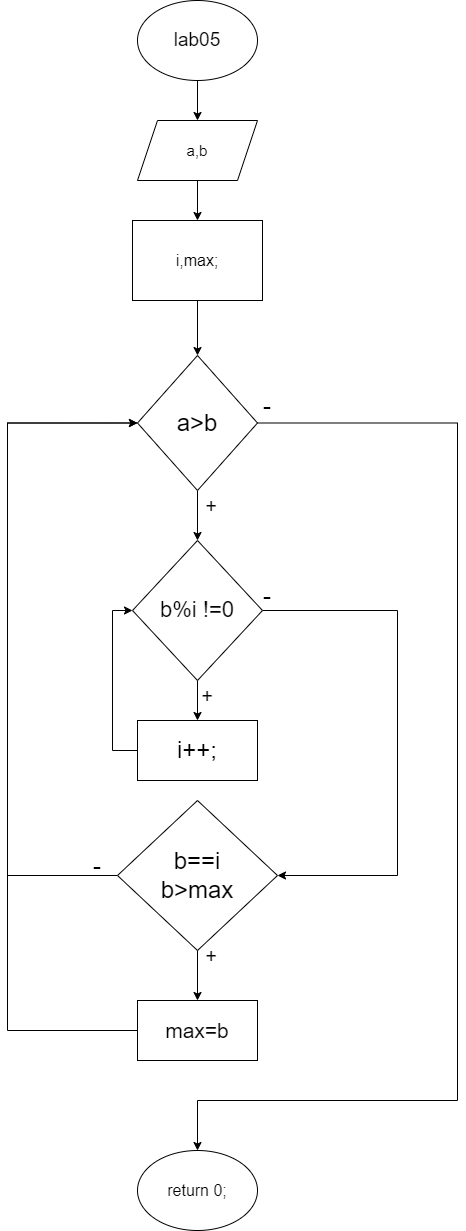 lab05
a,b
i,max;
a>b
-
+
b%i !=0
-
+
i++;
b==i
b>max
-
+
max=b
return 0;